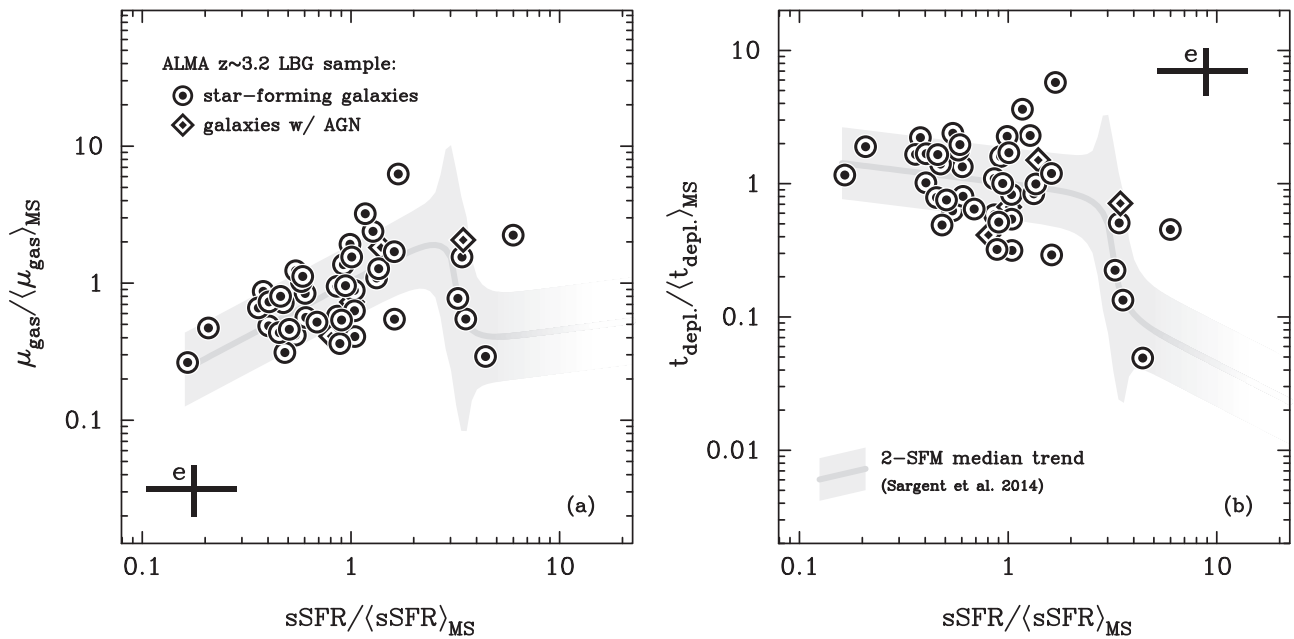 ALMA z~3.2 LBG sample:
star-forming galaxies
galaxies w/ AGN
10
1
0.1
μgas/⟨μgas⟩MS
e
(a)
0.1 1 10
sSFR/⟨sSFR⟩MS
10
1
0.1
0.01
tdepl./⟨tdepl.⟩MS
e
2-SFM median trend
(Sargent et al. 2014)
(b)
0.1 1 10
sSFR/⟨sSFR⟩MS